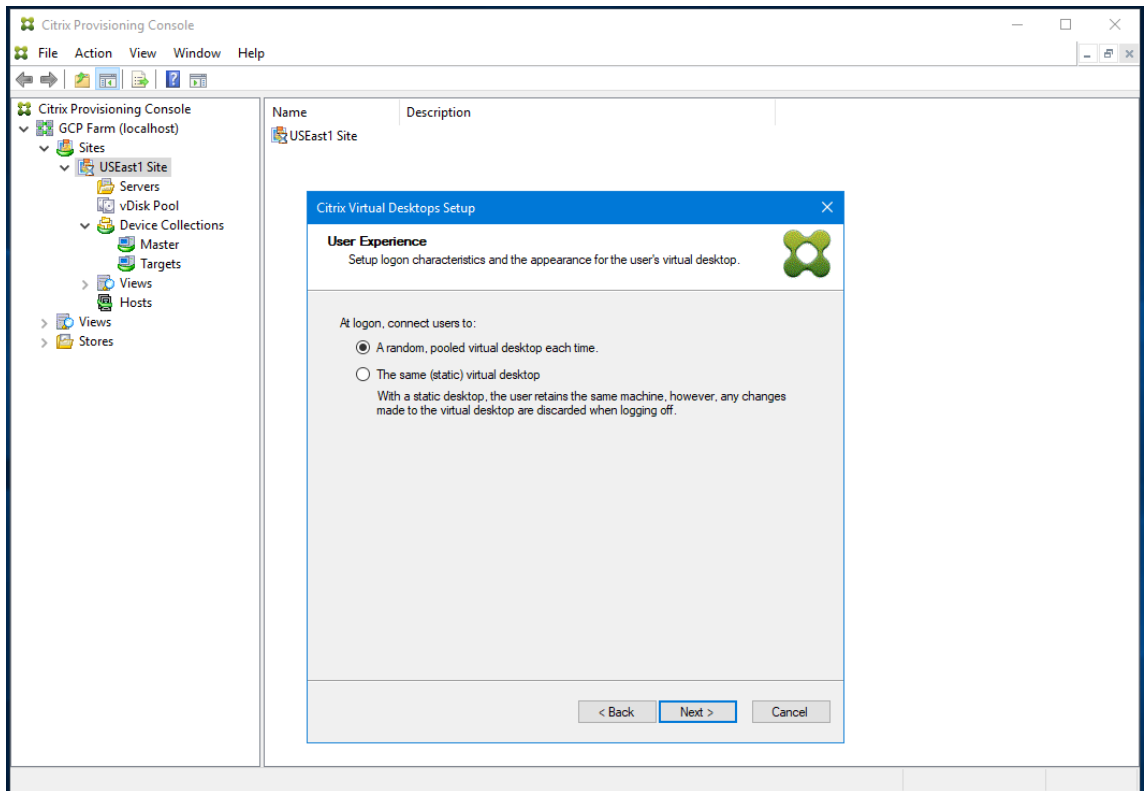 Citrix Provisioning Console
File Action View Window Help
Citrix Provisioning Console
GCP Farm (localhost)
Sites
USEast1 Site
Servers
vDisk Pool
Device Collections
Master
Targets
Views
Hosts
Views
Stores
Name Description
USEast1 Site
Citrix Virtual Desktops Setup
User Experience
Setup logon characteristics and the appearance for the user's virtual desktop.
At logon, connect users to:
A random, pooled virtual desktop each time.
The same (static) virtual desktop
With a static desktop, the user retains the same machine, however, any changes
made to the virtual desktop are discarded when logging off.
< Back Next > Cancel